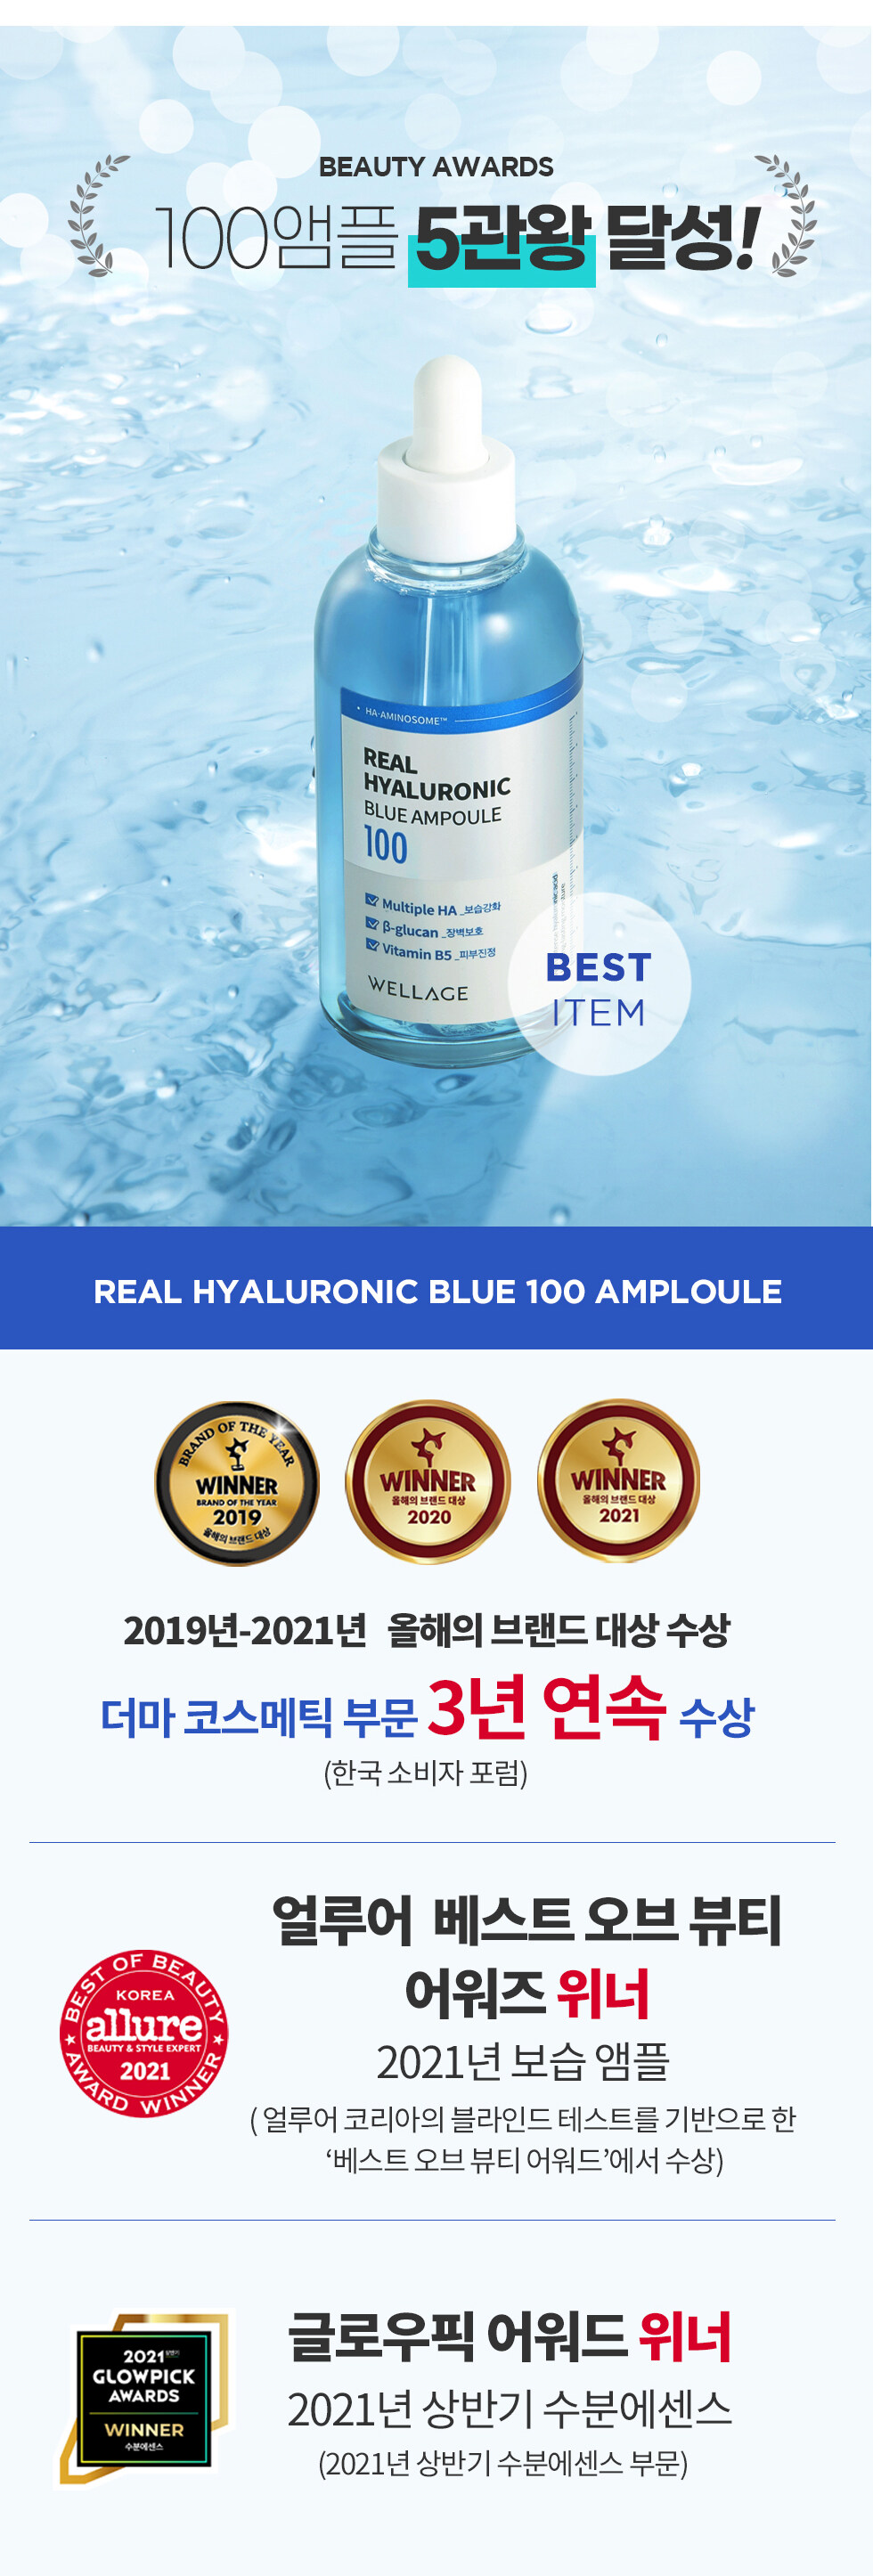 BEAUTY AWARDS
100앰플 5관왕 달성!
HA-AMINOSOME™
REAL
HYALURONIC
BLUE AMPOULE
100
Multiple HA _보습강화
β-glucan _장벽보호
Vitamin B5 _피부진정
WELLAGE
BEST
ITEM
REAL HYALURONIC BLUE 100 AMPLOULE
BRAND OF THE YEAR
WINNER
BRAND OF THE YEAR
2019
올해의 브랜드 대상
WINNER
올해의 브랜드 대상
2020
WINNER
올해의 브랜드 대상
2021
2019년-2021년 올해의 브랜드 대상 수상
더마 코스메틱 부문 3년 연속 수상
(한국 소비자 포럼)
BEST OF BEAUTY
KOREA
allure
BEAUTY & STYLE EXPERT
2021
AWARD WINNER
얼루어 베스트 오브 뷰티
어워즈 위너
2021년 보습 앰플
( 얼루어 코리아의 블라인드 테스트를 기반으로 한
‘베스트 오브 뷰티 어워드’에서 수상)
2021 상반기
GLOWPICK
AWARDS
WINNER
수분에센스
글로우픽 어워드 위너
2021년 상반기 수분에센스
(2021년 상반기 수분에센스 부문)